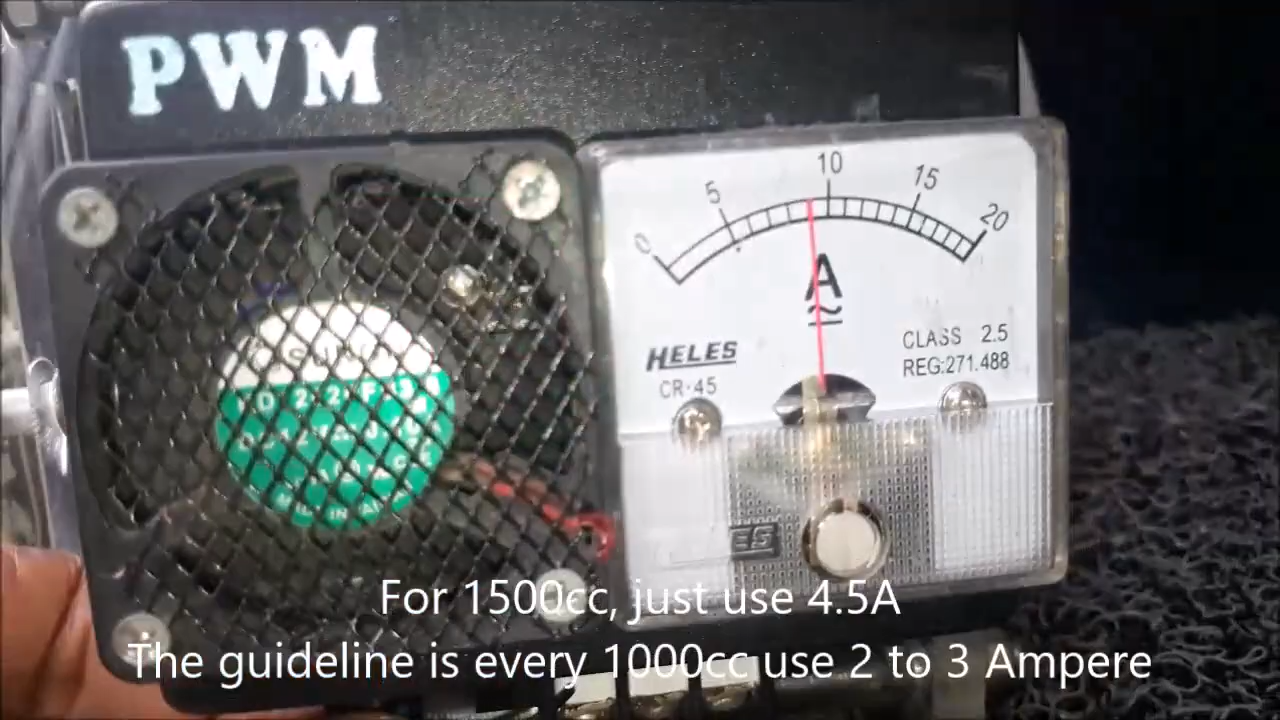 PWM
0 5 10 15 20
A
HELES
CR-45
CLASS 2.5
REG:271.488
ES
For 1500cc, just use 4.5A
The guideline is every 1000cc use 2 to 3 Ampere